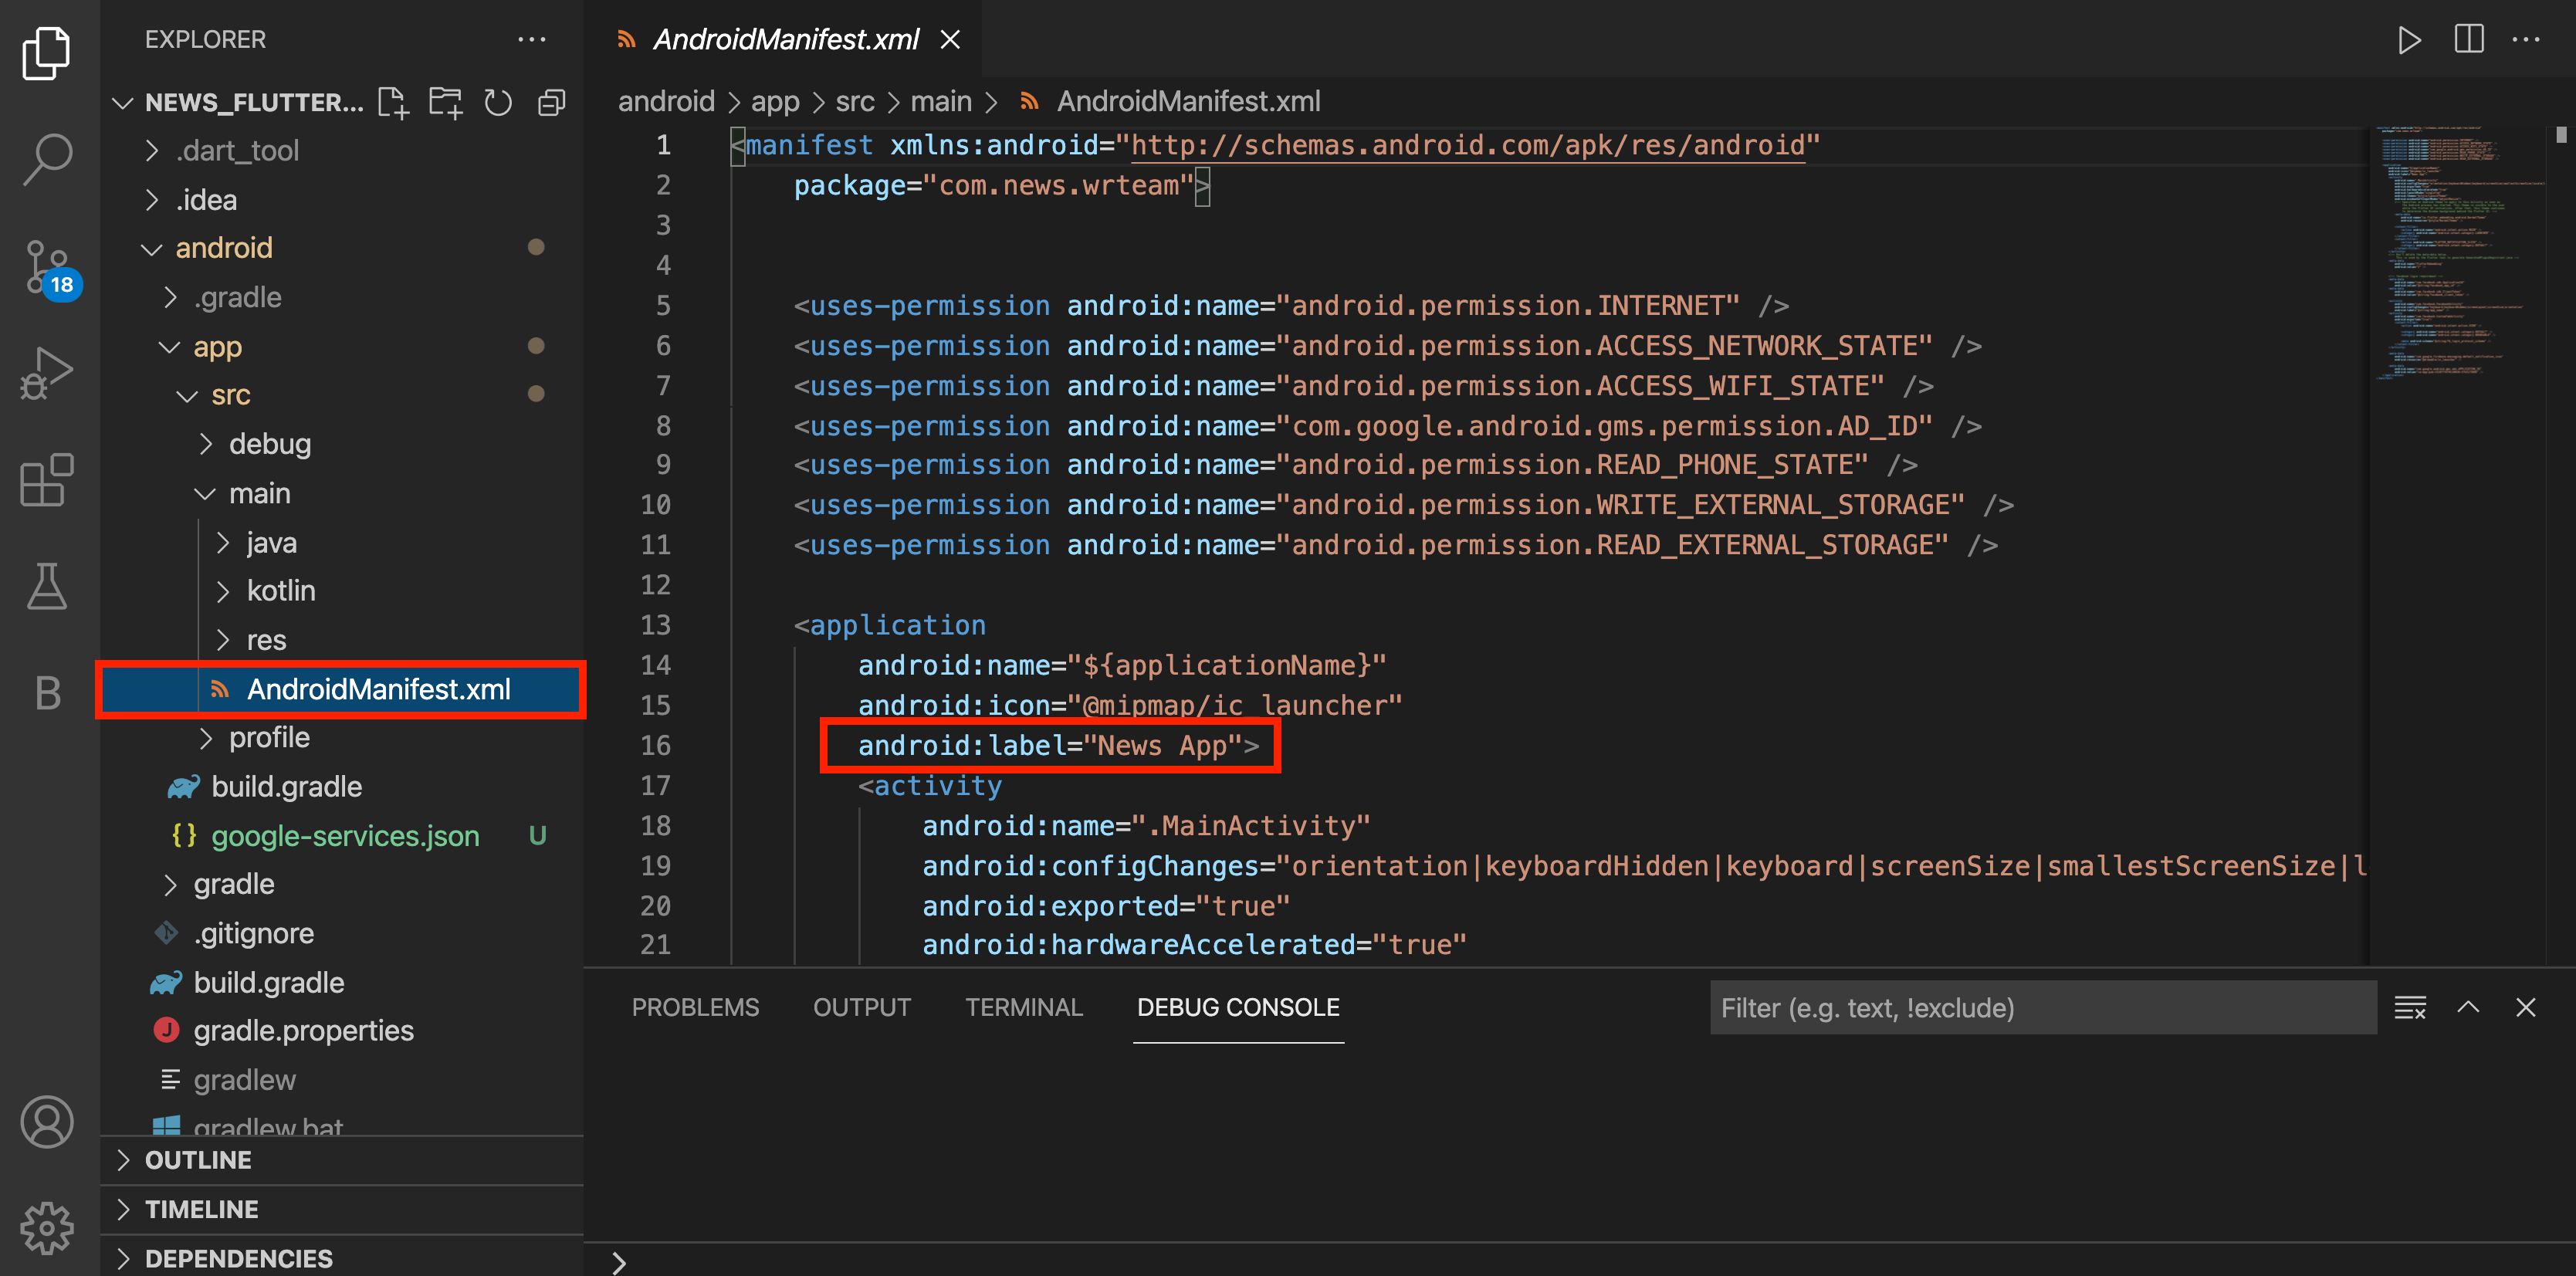 EXPLORER
NEWS_FLUTTER...
.dart_tool
.idea
android
.gradle
app
src
debug
main
java
kotlin
res
AndroidManifest.xml
profile
build.gradle
google-services.json U
gradle
.gitignore
build.gradle
gradle.properties
gradlew
gradlew.bat
OUTLINE
TIMELINE
DEPENDENCIES
18
B
AndroidManifest.xml
android > app > src > main > AndroidManifest.xml
1 <manifest xmlns:android="http://schemas.android.com/apk/res/android"
2 package="com.news.wrteam">
3
4
5 <uses-permission android:name="android.permission.INTERNET" />
6 <uses-permission android:name="android.permission.ACCESS_NETWORK_STATE" />
7 <uses-permission android:name="android.permission.ACCESS_WIFI_STATE" />
8 <uses-permission android:name="com.google.android.gms.permission.AD_ID" />
9 <uses-permission android:name="android.permission.READ_PHONE_STATE" />
10 <uses-permission android:name="android.permission.WRITE_EXTERNAL_STORAGE" />
11 <uses-permission android:name="android.permission.READ_EXTERNAL_STORAGE" />
12
13 <application
14 android:name="${applicationName}"
15 android:icon="@mipmap/ic_launcher"
16 android:label="News App">
17 <activity
18 android:name=".MainActivity"
19 android:configChanges="orientation|keyboardHidden|keyboard|screenSize|smallestScreenSize|l
20 android:exported="true"
21 android:hardwareAccelerated="true"
PROBLEMS OUTPUT TERMINAL DEBUG CONSOLE
Filter (e.g. text, !exclude)